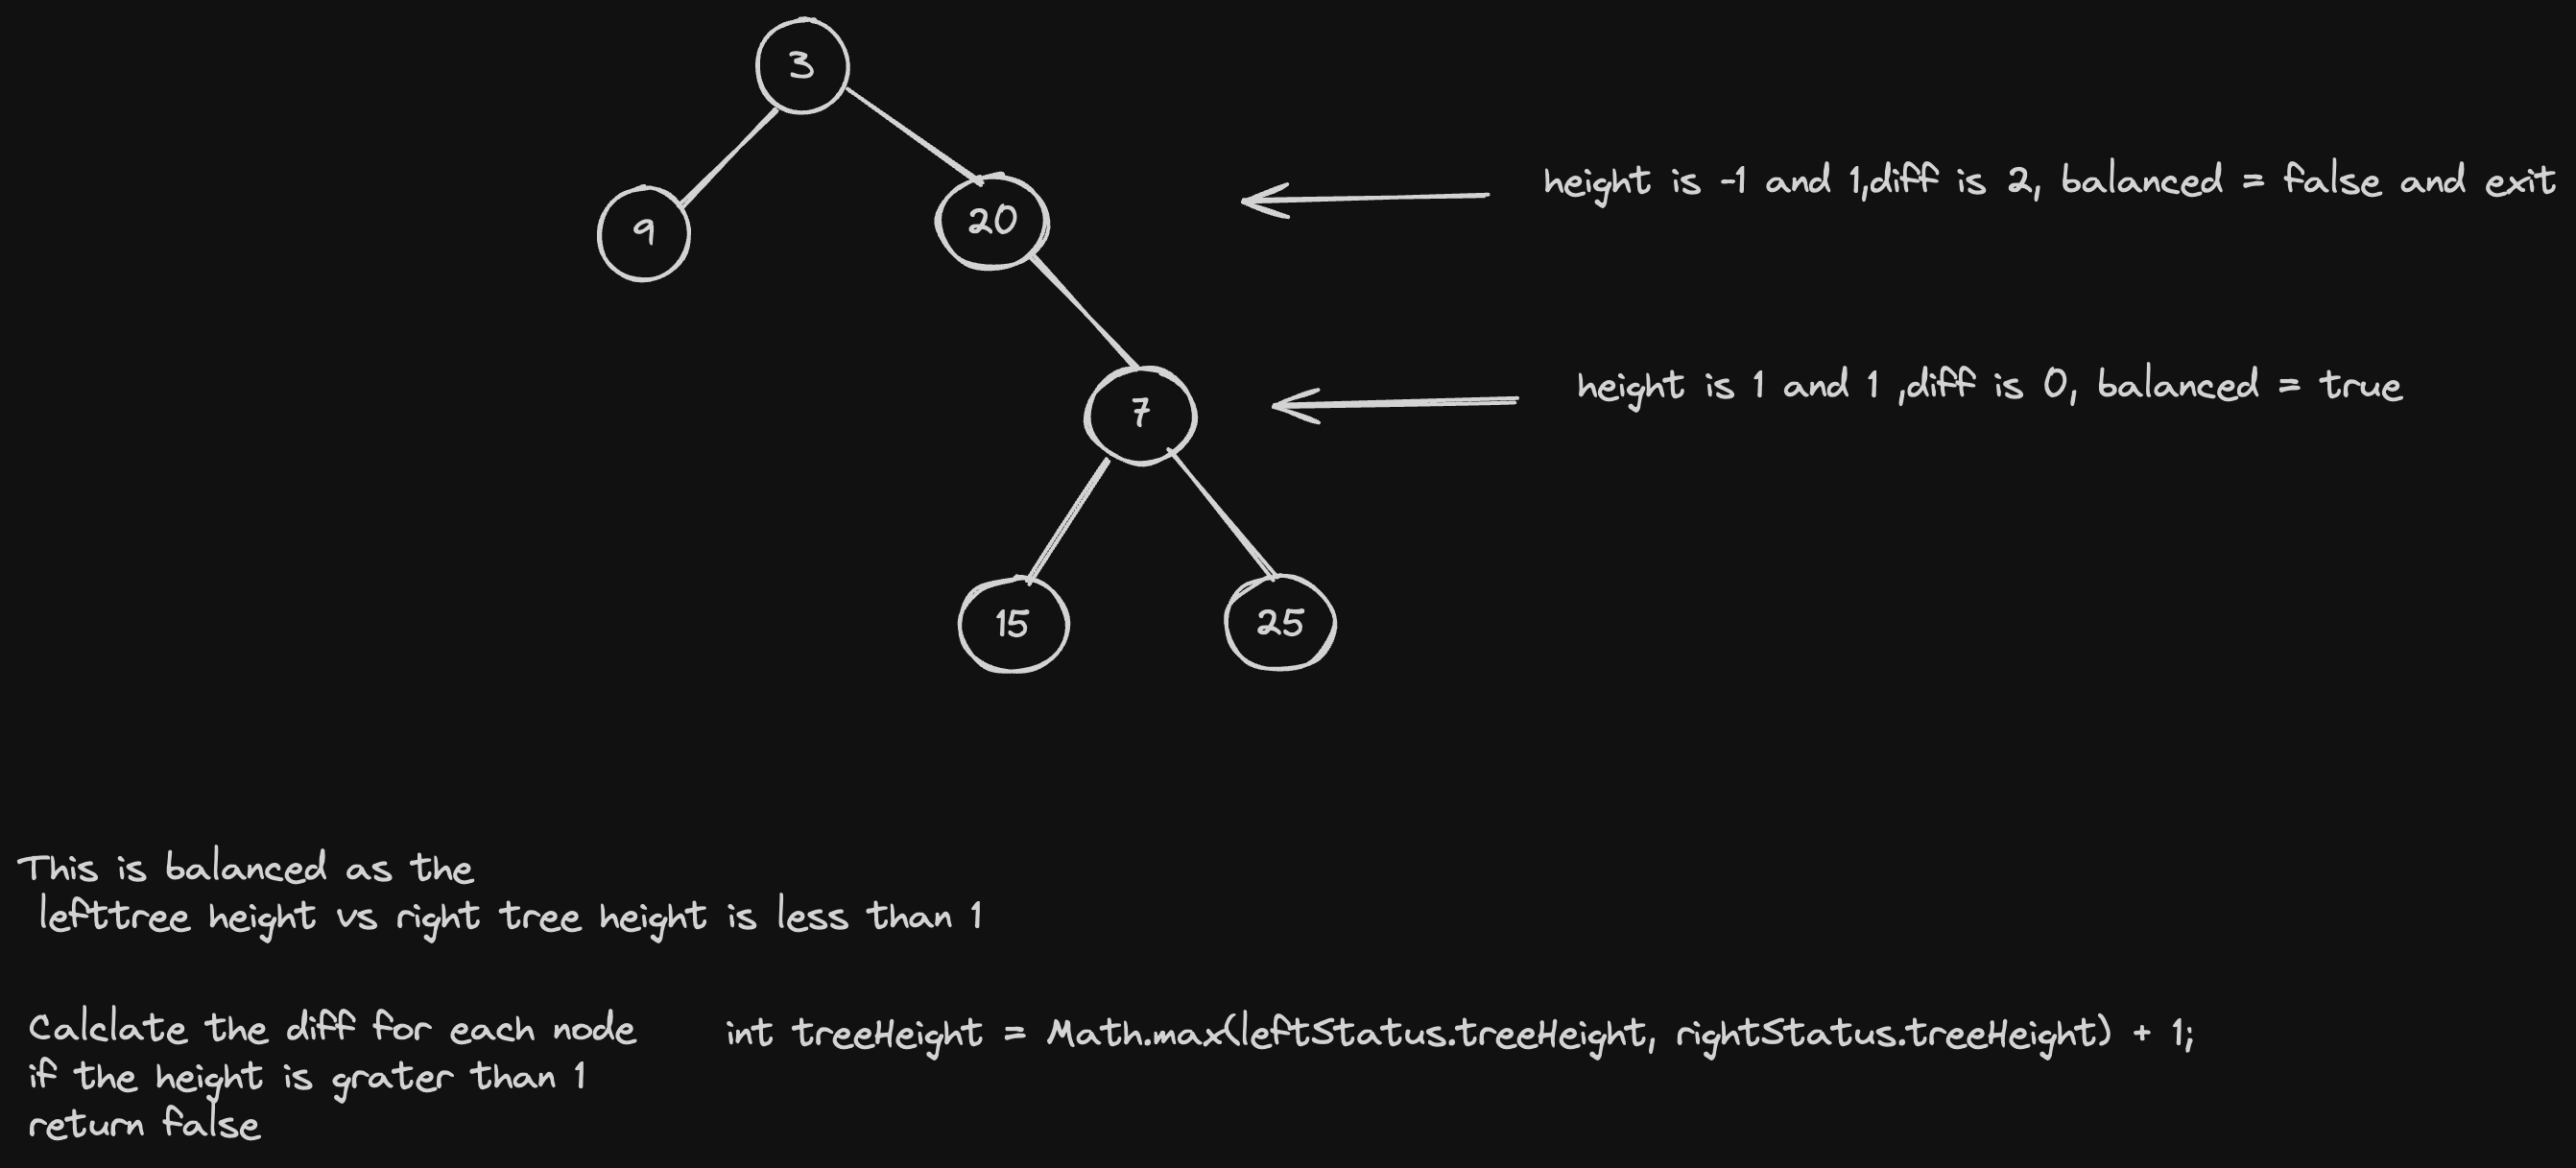 3
9
20
height is -1 and 1,diff is 2, balanced = false and exit
7
height is 1 and 1 ,diff is 0, balanced = true
15
25
This is balanced as the
lefttree height vs right tree height is less than 1
Calclate the diff for each node
if the height is grater than 1
return false
int treeHeight = Math.max(leftStatus.treeHeight, rightStatus.treeHeight) + 1;